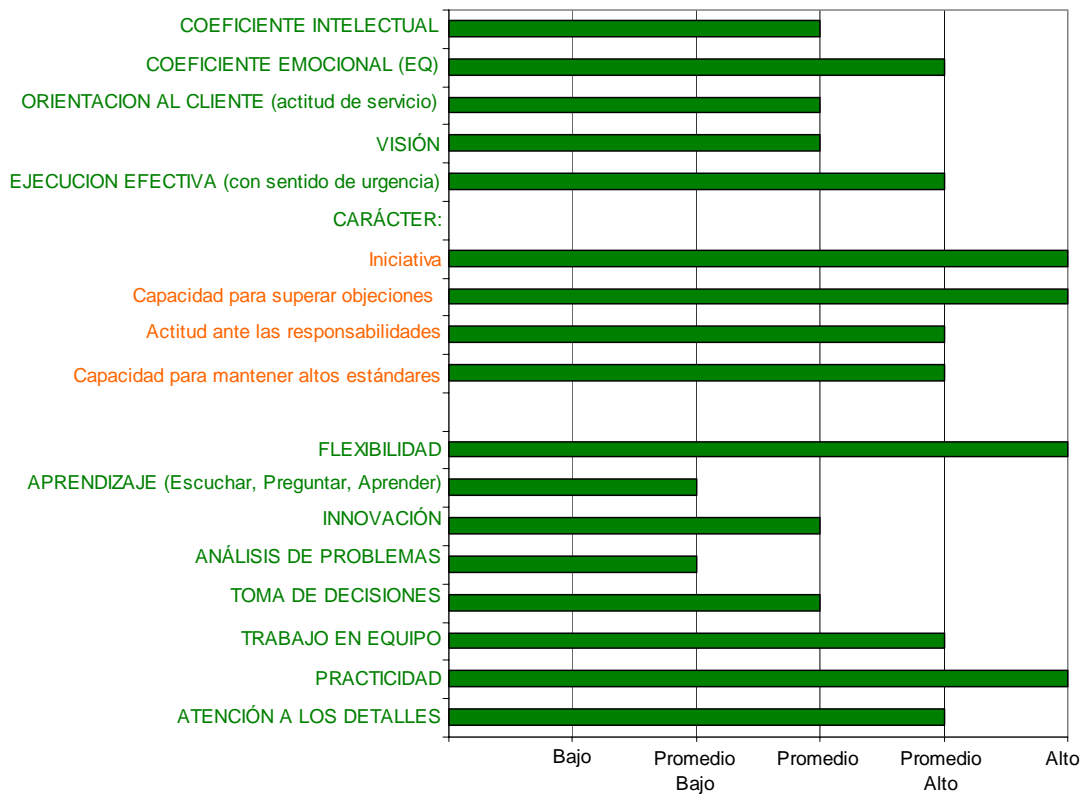 COEFICIENTE INTELECTUAL
COEFICIENTE EMOCIONAL (EQ)
ORIENTACION AL CLIENTE (actitud de servicio)
VISIÓN
EJECUCION EFECTIVA (con sentido de urgencia)
CARÁCTER:
Iniciativa
Capacidad para superar objeciones
Actitud ante las responsabilidades
Capacidad para mantener altos estándares
FLEXIBILIDAD
APRENDIZAJE (Escuchar, Preguntar, Aprender)
INNOVACIÓN
ANÁLISIS DE PROBLEMAS
TOMA DE DECISIONES
TRABAJO EN EQUIPO
PRACTICIDAD
ATENCIÓN A LOS DETALLES
Bajo
Promedio
Bajo
Promedio
Promedio
Alto
Alto